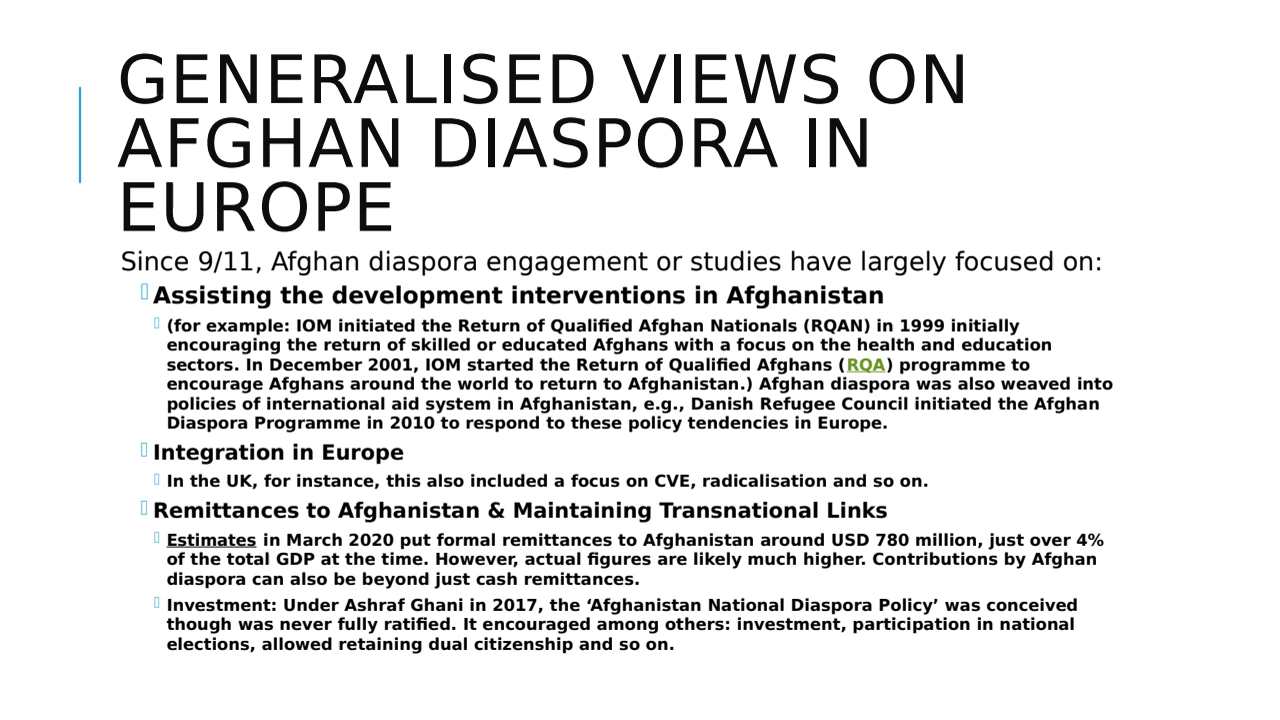 GENERALISED VIEWS ON
AFGHAN DIASPORA IN
EUROPE
Since 9/11, Afghan diaspora engagement or studies have largely focused on:
Assisting the development interventions in Afghanistan
(for example: IOM initiated the Return of Qualified Afghan Nationals (RQAN) in 1999 initially
encouraging the return of skilled or educated Afghans with a focus on the health and education
sectors. In December 2001, IOM started the Return of Qualified Afghans (RQA) programme to
encourage Afghans around the world to return to Afghanistan.) Afghan diaspora was also weaved into
policies of international aid system in Afghanistan, e.g., Danish Refugee Council initiated the Afghan
Diaspora Programme in 2010 to respond to these policy tendencies in Europe.
Integration in Europe
In the UK, for instance, this also included a focus on CVE, radicalisation and so on.
Remittances to Afghanistan & Maintaining Transnational Links
Estimates in March 2020 put formal remittances to Afghanistan around USD 780 million, just over 4%
of the total GDP at the time. However, actual figures are likely much higher. Contributions by Afghan
diaspora can also be beyond just cash remittances.
Investment: Under Ashraf Ghani in 2017, the ‘Afghanistan National Diaspora Policy’ was conceived
though was never fully ratified. It encouraged among others: investment, participation in national
elections, allowed retaining dual citizenship and so on.